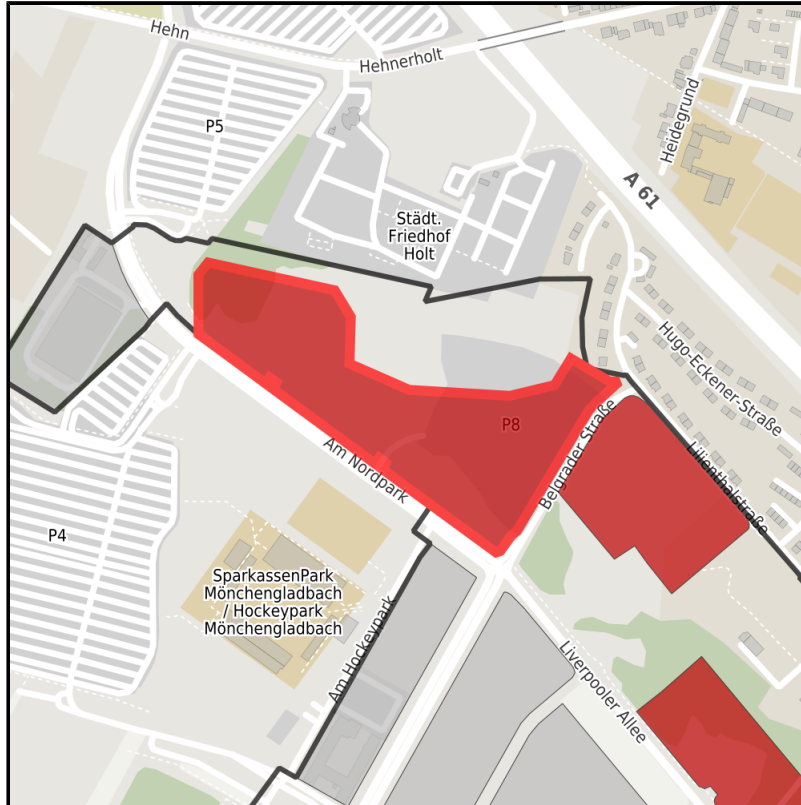 Hehn
Hehnerholt
P5
Heidegrund
A 61
Städt.
Friedhof
Holt
Hugo-Eckener-Straße
P8
Belgrader Straße
Lilienthalstraße
Am Nordpark
P4
SparkassenPark
Mönchengladbach
/ Hockeypark
Mönchengladbach
Am Hockeypark
Liverpooler Allee